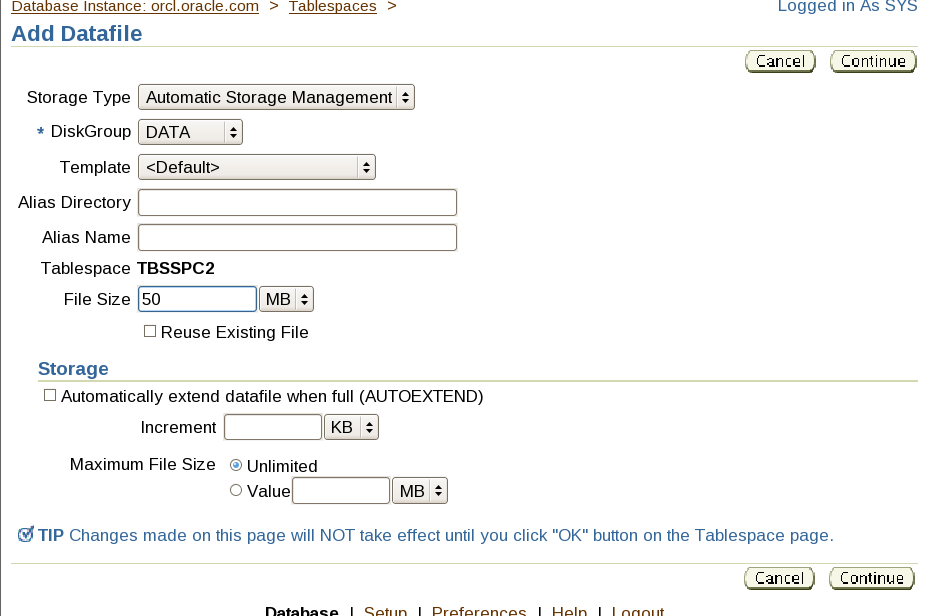 Database Instance: orcl.oracle.com > Tablespaces > Logged in As SYS
Add Datafile
Cancel Continue
Storage Type Automatic Storage Management
* DiskGroup DATA
Template <Default>
Alias Directory
Alias Name
Tablespace TBSSPC2
File Size 50 MB
Reuse Existing File
Storage
Automatically extend datafile when full (AUTOEXTEND)
Increment KB
Maximum File Size Unlimited
Value MB
TIP Changes made on this page will NOT take effect until you click "OK" button on the Tablespace page.
Cancel Continue
Database | Setup | Preferences | Help | Logout